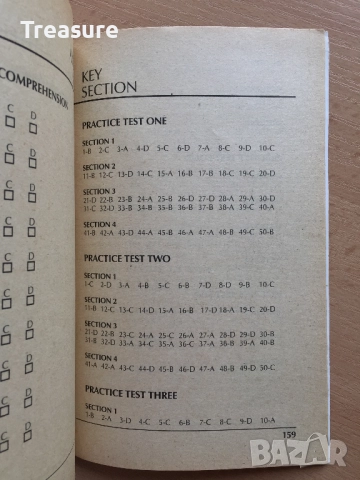 Treasure
COMPREHENSION
C D
C D
C D
C D
C D
C D
C D
C D
C D
KEY
SECTION
PRACTICE TEST ONE
SECTION 1
1-B 2-C 3-A 4-D 5-C 6-D 7-A 8-C 9-D 10-C
SECTION 2
11-B 12-C 13-C 14-A 15-A 16-B 17-B 18-C 19-C 20-D
SECTION 3
21-D 22-B 23-B 24-A 25-B 26-C 27-C 28-D 29-D 30-B
31-C 32-D 33-B 34-B 35-B 36-B 37-C 38-A 39-A 40-A
SECTION 4
41-B 42-D 43-D 44-A 45-B 46-A 47-C 48-C 49-C 50-B
PRACTICE TEST TWO
SECTION 1
1-C 2-D 3-A 4-B 5-C 6-A 7-B 8-C 9-D 10-C
SECTION 2
11-A 12-D 13-B 14-C 15-B 16-D 17-D 18-A 19-C 20-D
SECTION 3
21-D 22-B 23-C 24-A 25-C 26-A 27-A 28-D 29-D 30-B
31-B 32-D 33-A 34-C 35-D 36-D 37-C 38-A 39-C 40-A
SECTION 4
41-A 42-C 43-D 44-A 45-B 46-B 47-D 48-A 49-B 50-C
PRACTICE TEST THREE
SECTION 1
1-B 2-A 3-D 4-C 5-C 6-B 7-C 8-C 9-D 10-A
159
BAZAR
bg